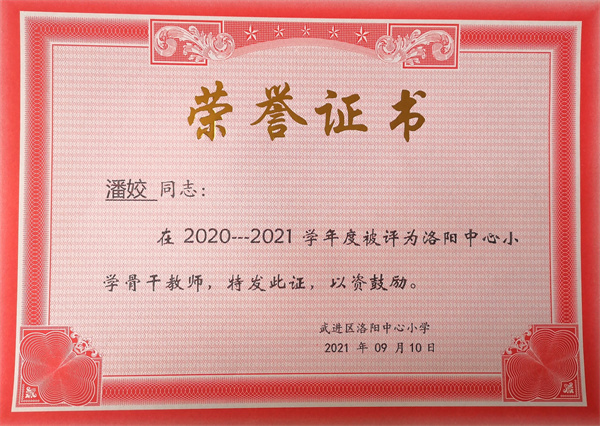 荣誉证书
潘姣 同志：
在 2020---2021 学年度被评为洛阳中心小
学骨干教师，特发此证，以资鼓励。
武进区洛阳中心小学
2021 年 09 月 10 日